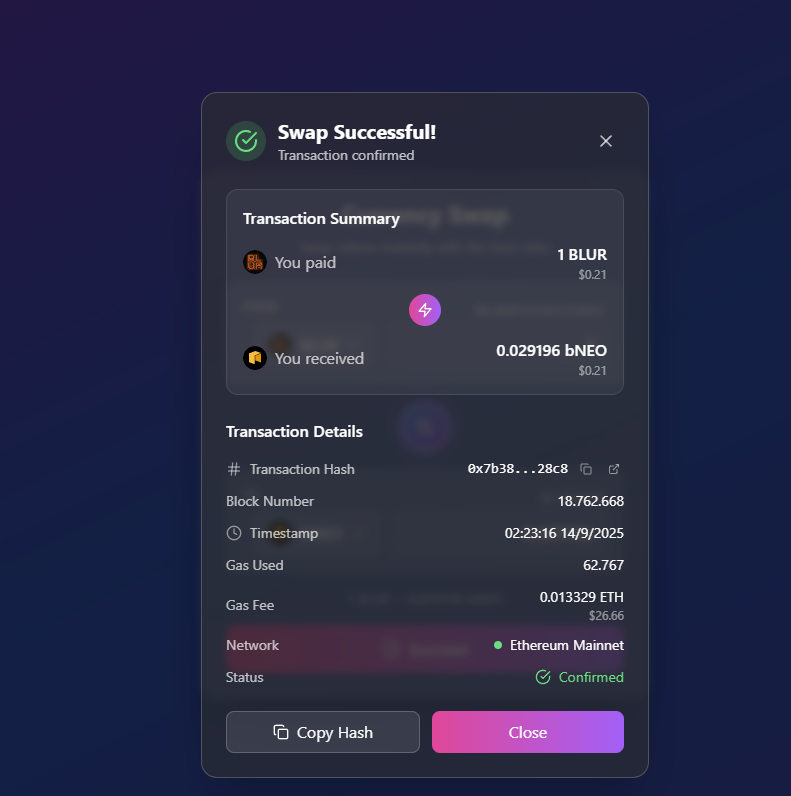 Swap Successful!
Transaction confirmed
Transaction Summary
You paid
1 BLUR
$0.21
You received
0.029196 bNEO
$0.21
Transaction Details
Transaction Hash
0x7b38...28c8
Block Number
18.762.668
Timestamp
02:23:16 14/9/2025
Gas Used
62.767
Gas Fee
0.013329 ETH
$26.66
Network
Ethereum Mainnet
Status
Confirmed
Copy Hash
Close